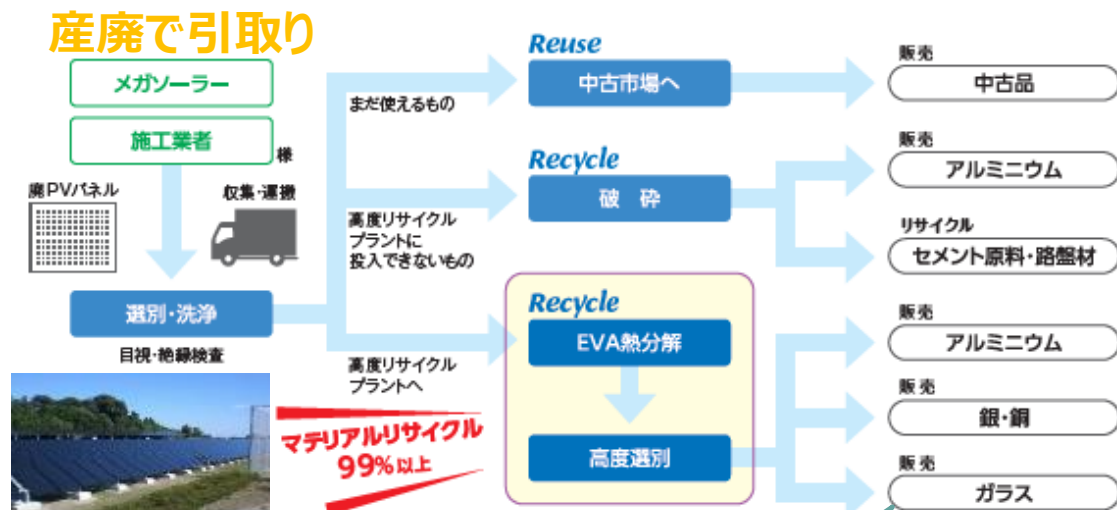 産廃で引取り
メガソーラー
施工業者
様
廃PVパネル
収集・運搬
選別・洗浄
目視・絶縁検査
まだ使えるもの
高度リサイクル
プラントに
投入できないもの
高度リサイクル
プラントへ
マテリアルリサイクル
99%以上
Reuse
中古市場へ
Recycle
破 砕
Recycle
EVA熱分解
高度選別
販売
中古品
販売
アルミニウム
リサイクル
セメント原料・路盤材
販売
アルミニウム
販売
銀・銅
販売
ガラス